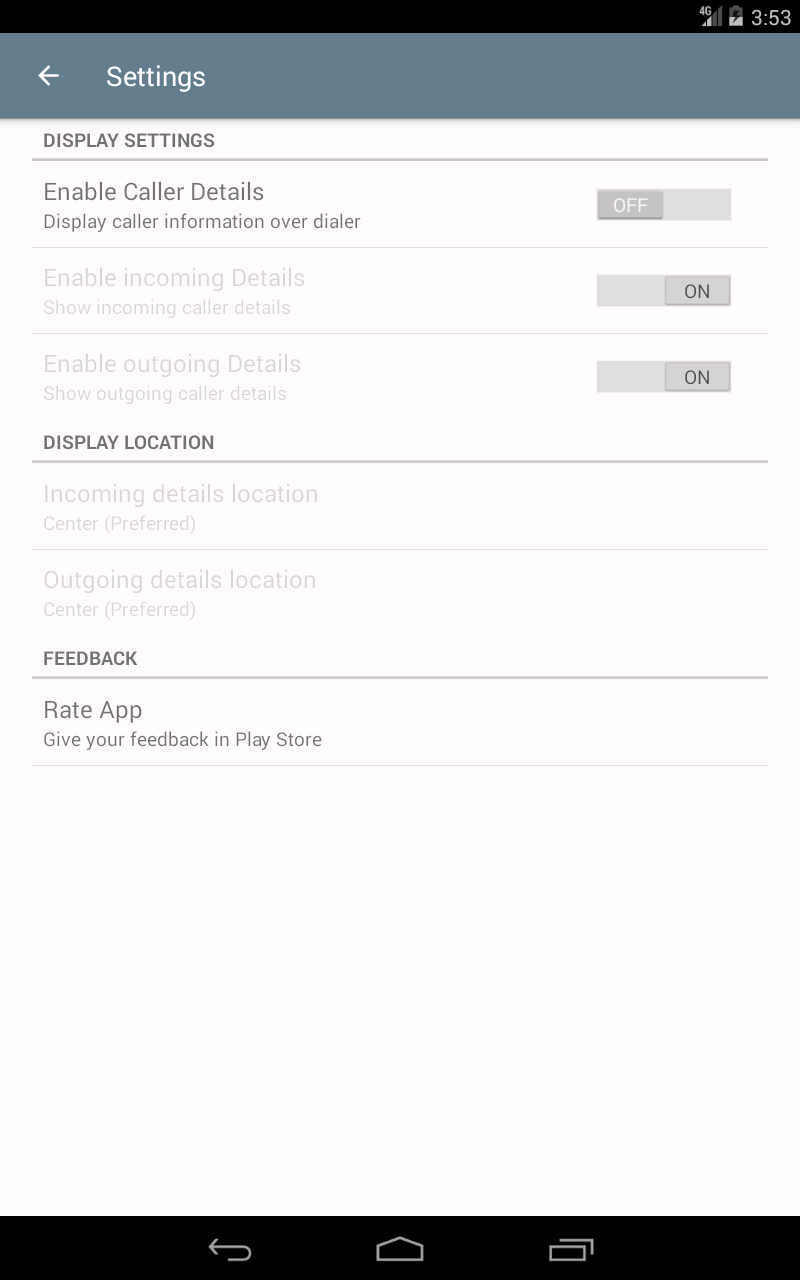 4G 3:53
Settings
DISPLAY SETTINGS
Enable Caller Details
Display caller information over dialer
OFF
Enable incoming Details
Show incoming caller details
ON
Enable outgoing Details
Show outgoing caller details
ON
DISPLAY LOCATION
Incoming details location
Center (Preferred)
Outgoing details location
Center (Preferred)
FEEDBACK
Rate App
Give your feedback in Play Store